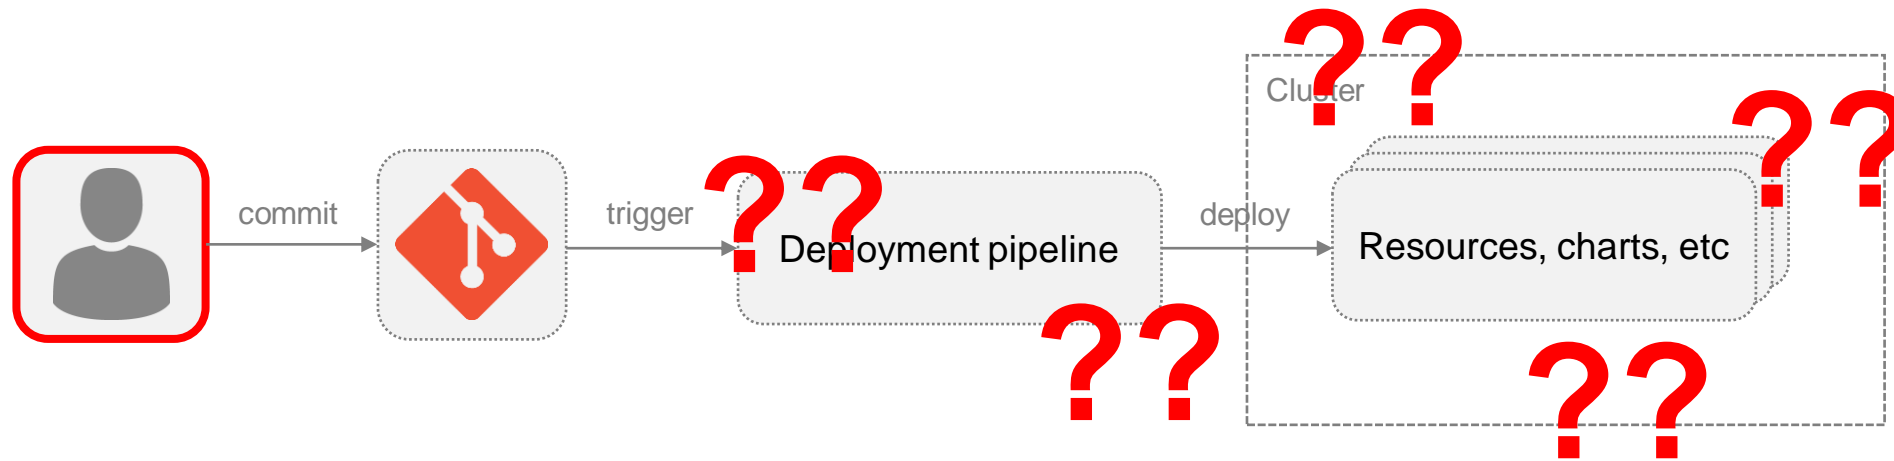 ??
Cluster
??
commit
trigger
??
Deployment pipeline
deploy
Resources, charts, etc
??
??